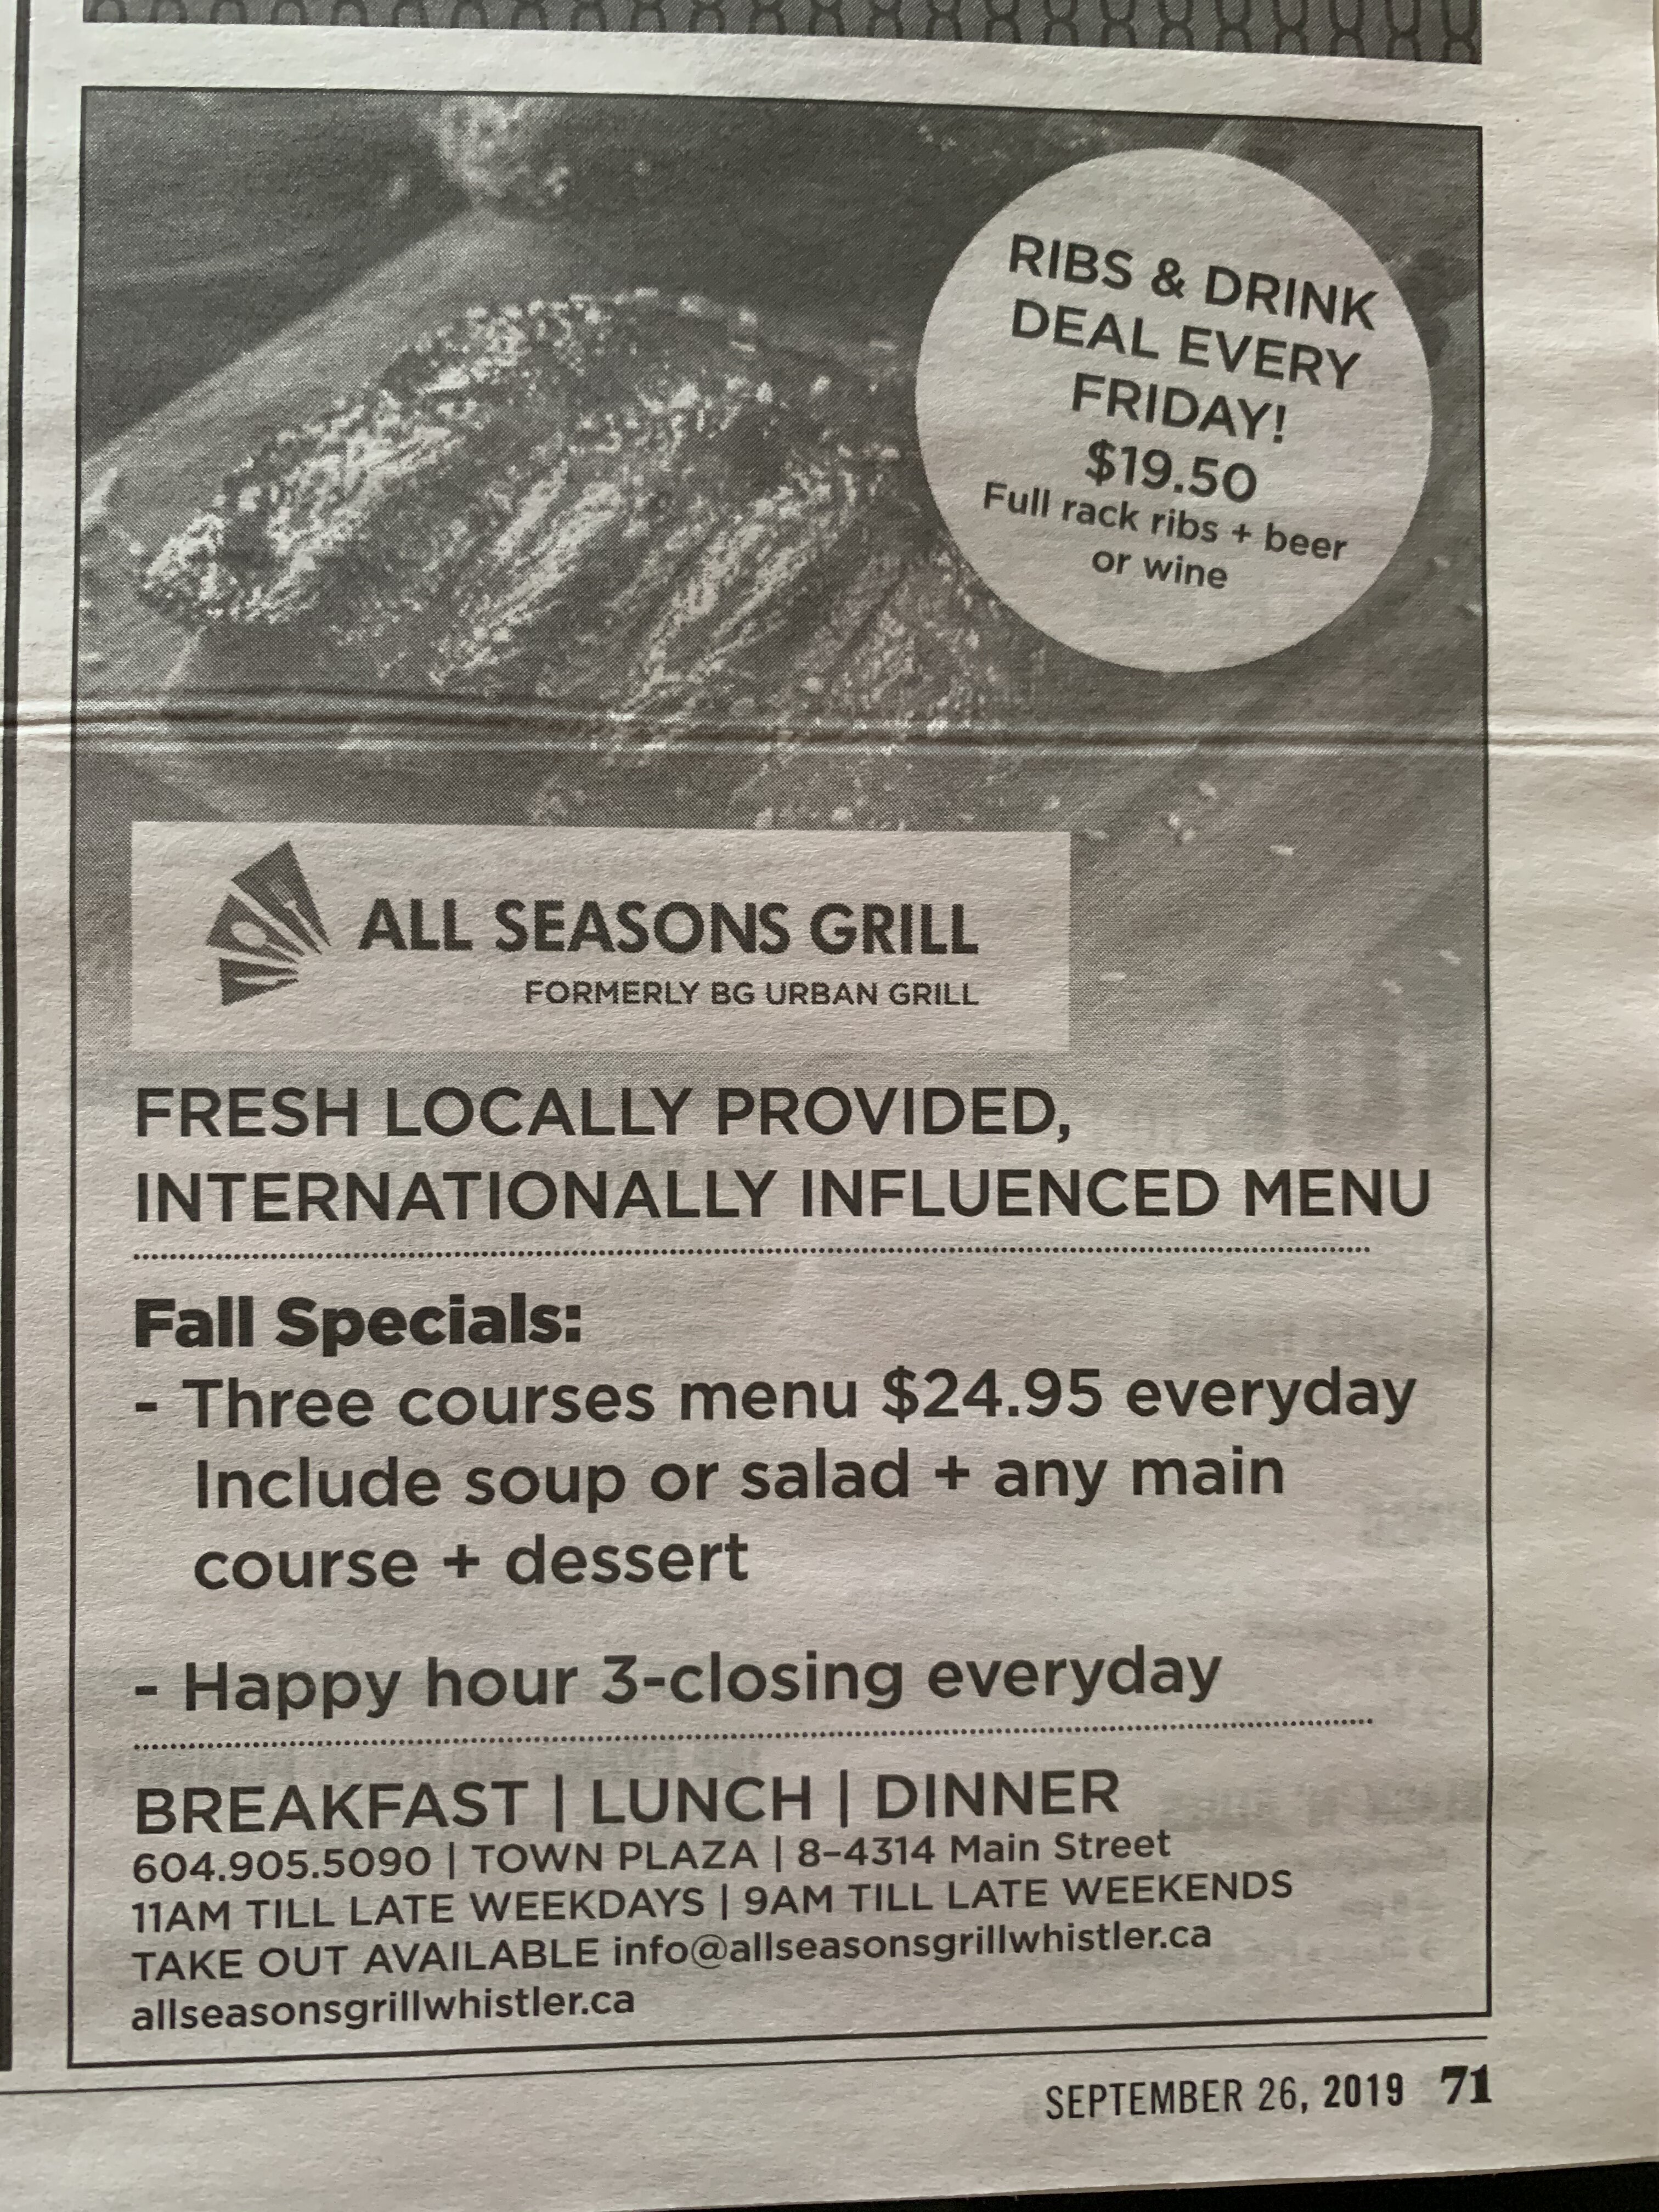 RIBS & DRINK
DEAL EVERY
FRIDAY!
$19.50
Full rack ribs + beer
or wine
ALL SEASONS GRILL
FORMERLY BG URBAN GRILL
FRESH LOCALLY PROVIDED,
INTERNATIONALLY INFLUENCED MENU
Fall Specials:
- Three courses menu $24.95 everyday
Include soup or salad + any main
course + dessert
- Happy hour 3-closing everyday
BREAKFAST | LUNCH | DINNER
604.905.5090 | TOWN PLAZA | 8-4314 Main Street
11AM TILL LATE WEEKDAYS | 9AM TILL LATE WEEKENDS
TAKE OUT AVAILABLE info@allseasonsgrillwhistler.ca
allseasonsgrillwhistler.ca
SEPTEMBER 26, 2019 71